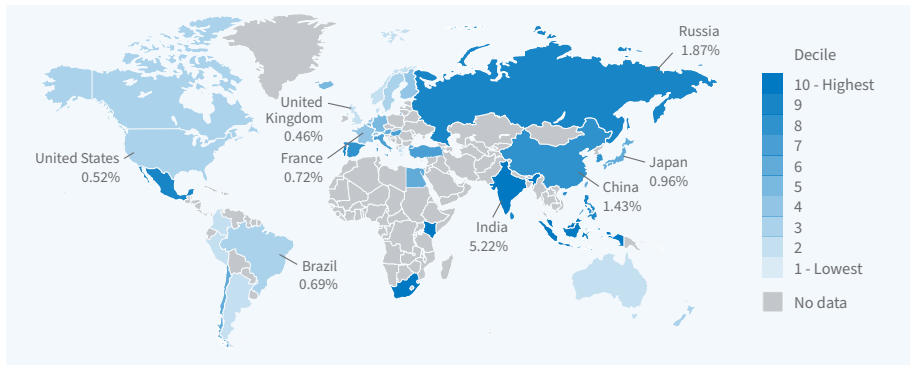 Russia
1.87%
United
Kingdom
0.46%
France
0.72%
United States
0.52%
Japan
0.96%
China
1.43%
India
5.22%
Brazil
0.69%
Decile
10 - Highest
9
8
7
6
5
4
3
2
1 - Lowest
No data